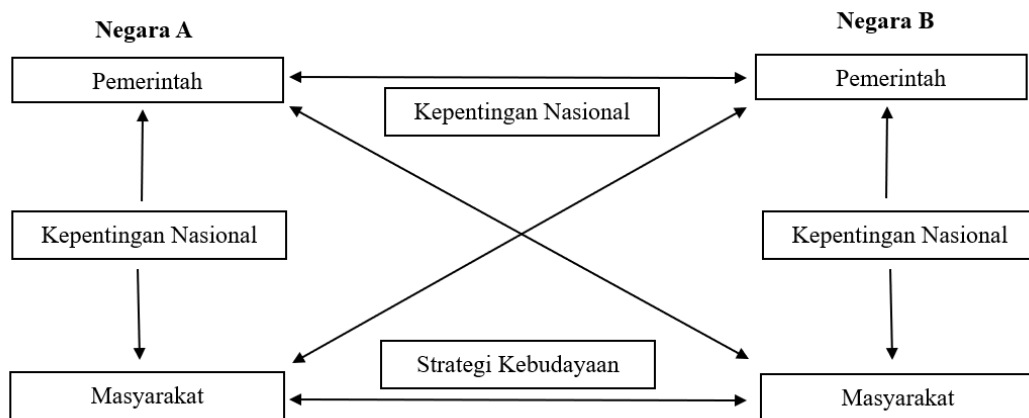 Negara A
Negara B
Pemerintah
Pemerintah
Kepentingan Nasional
Kepentingan Nasional
Kepentingan Nasional
Strategi Kebudayaan
Masyarakat
Masyarakat